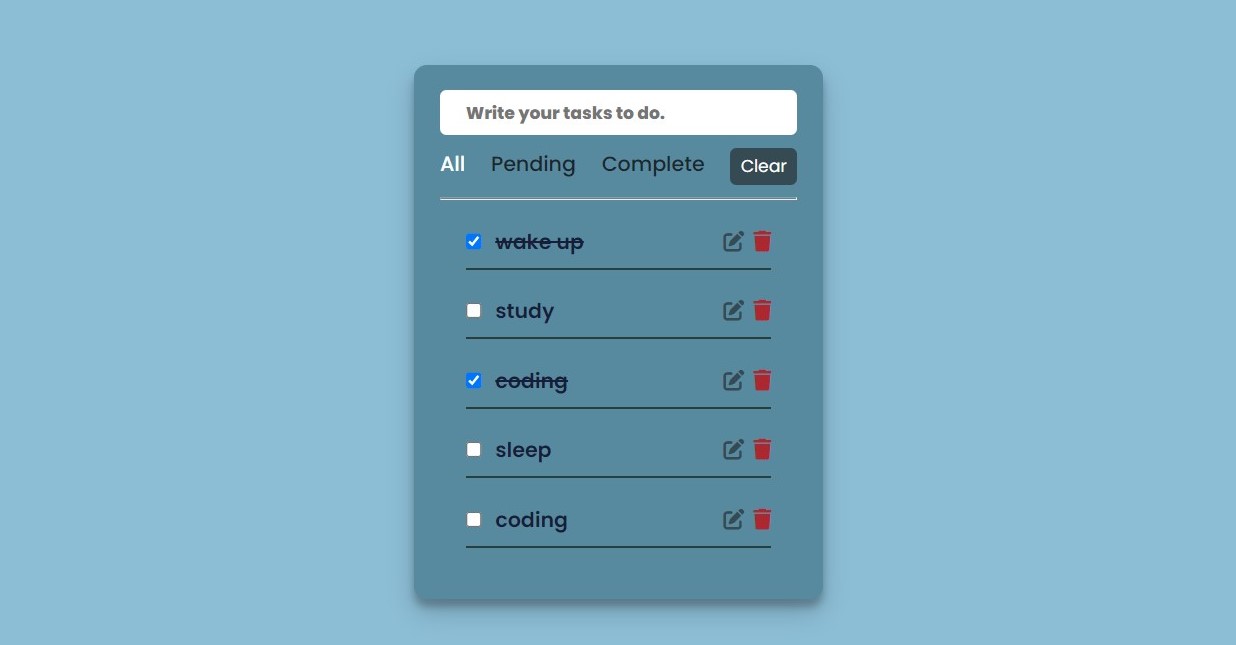 Write your tasks to do.
All Pending Complete Clear
wake up
study
coding
sleep
coding